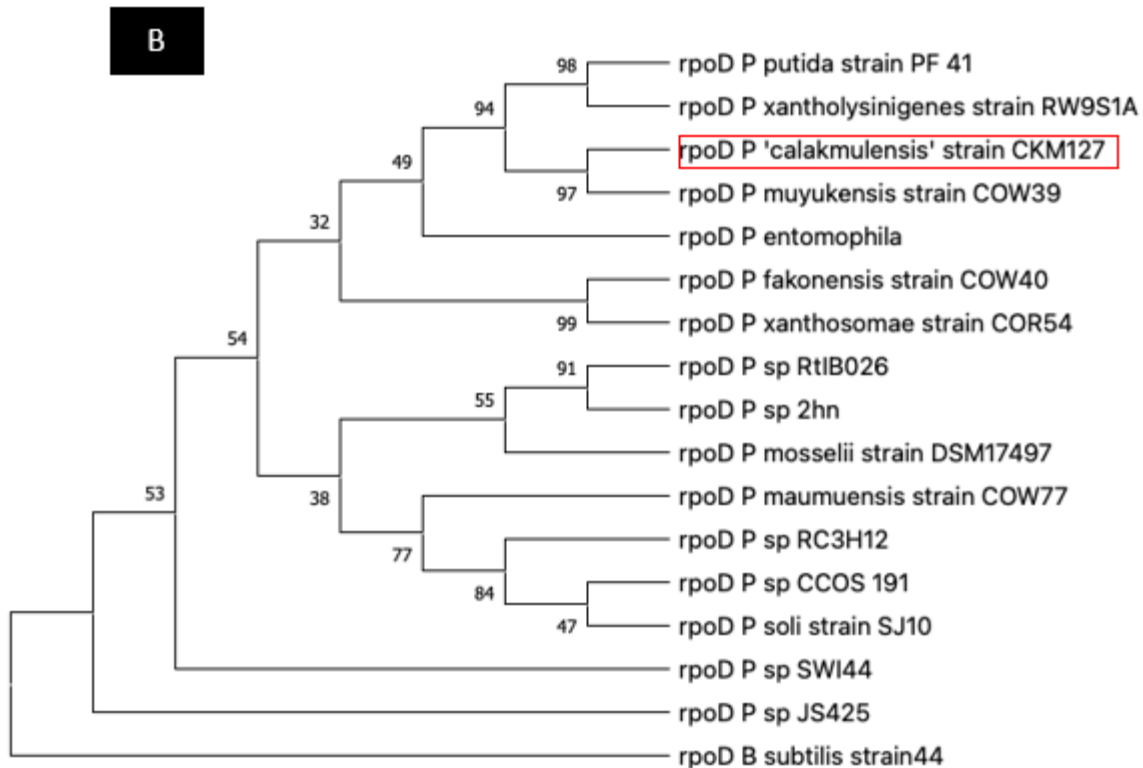 B
98
rpoD P putida strain PF 41
rpoD P xantholysinigenes strain RW9S1A
94
rpoD P 'calakmulensis' strain CKM127
49
97
rpoD P muyukensis strain COW39
32
rpoD P entomophila
rpoD P fakonensis strain COW40
99
rpoD P xanthosomae strain COR54
54
91
rpoD P sp RtIB026
55
rpoD P sp 2hn
rpoD P mosselii strain DSM17497
53
38
rpoD P maumuensis strain COW77
77
rpoD P sp RC3H12
84
rpoD P sp CCOS 191
47
rpoD P soli strain SJ10
rpoD P sp SWI44
rpoD P sp JS425
rpoD B subtilis strain44